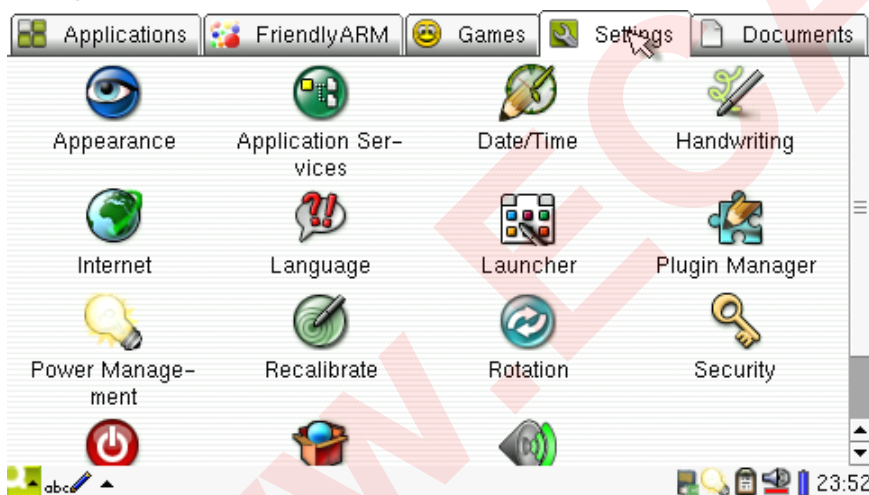 Applications FriendlyARM Games Settings Documents
Appearance Application Ser- Date/Time Handwriting
vices
Internet Language Launcher Plugin Manager
Power Manage- Recalibrate Rotation Security
ment
abc 23:52